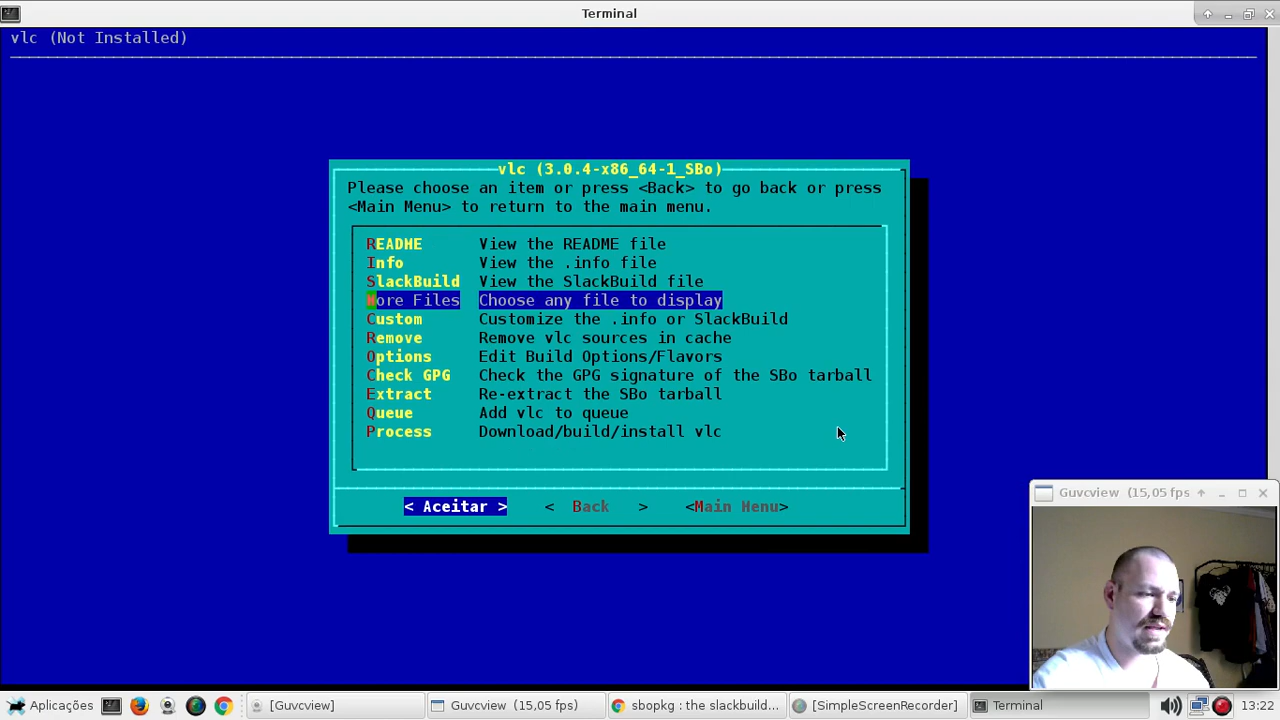 Terminal
vlc (Not Installed)
vlc (3.0.4-x86_64-1_SBo)
Please choose an item or press <Back> to go back or press
<Main Menu> to return to the main menu.
README View the README file
Info View the .info file
SlackBuild View the SlackBuild file
More Files Choose any file to display
Custom Customize the .info or SlackBuild
Remove Remove vlc sources in cache
Options Edit Build Options/Flavors
Check GPG Check the GPG signature of the SBo tarball
Extract Re-extract the SBo tarball
Queue Add vlc to queue
Process Download/build/install vlc
< Aceitar > < Back > <Main Menu>
Guvcview (15,05 fps
Aplicações [Guvcview] Guvcview (15,05 fps) sbopkg : the slackbuild... [SimpleScreenRecorder] Terminal 13:22